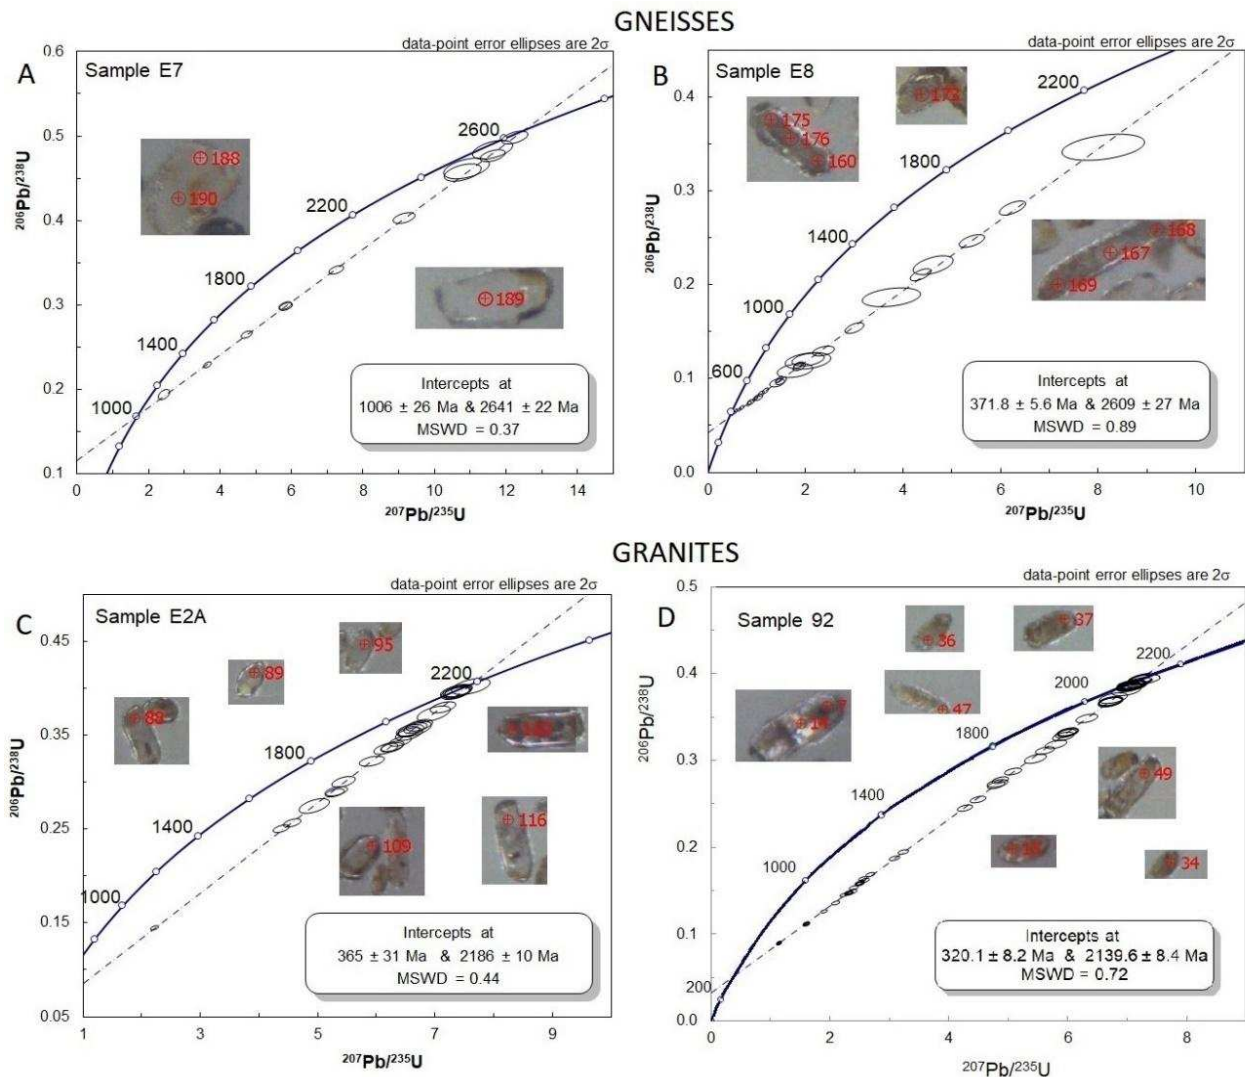 GNEISSES
data-point error ellipses are 2σ
A
Sample E7
0.6
0.5
0.4
0.3
0.2
0.1
206Pb/238U
188
190
189
2600
2200
1800
1400
1000
Intercepts at
1006 ± 26 Ma & 2641 ± 22 Ma
MSWD = 0.37
0 2 4 6 8 10 12 14
207Pb/235U
data-point error ellipses are 2σ
B
Sample E8
0.4
0.3
0.2
0.1
0.0
206Pb/238U
173
175
176
160
168
167
169
2200
1800
1400
1000
600
Intercepts at
371.8 ± 5.6 Ma & 2609 ± 27 Ma
MSWD = 0.89
0 2 4 6 8 10
207Pb/235U
GRANITES
data-point error ellipses are 2σ
C
Sample E2A
0.45
0.35
0.25
0.15
0.05
206Pb/238U
95
89
88
109
116
2200
1800
1400
1000
Intercepts at
365 ± 31 Ma & 2186 ± 10 Ma
MSWD = 0.44
1 3 5 7 9
207Pb/235U
data-point error ellipses are 2σ
D
Sample 92
0.5
0.4
0.3
0.2
0.1
0.0
206Pb/238U
36
37
47
7
49
34
2200
2000
1800
1400
1000
200
Intercepts at
320.1 ± 8.2 Ma & 2139.6 ± 8.4 Ma
MSWD = 0.72
0 2 4 6 8
207Pb/235U